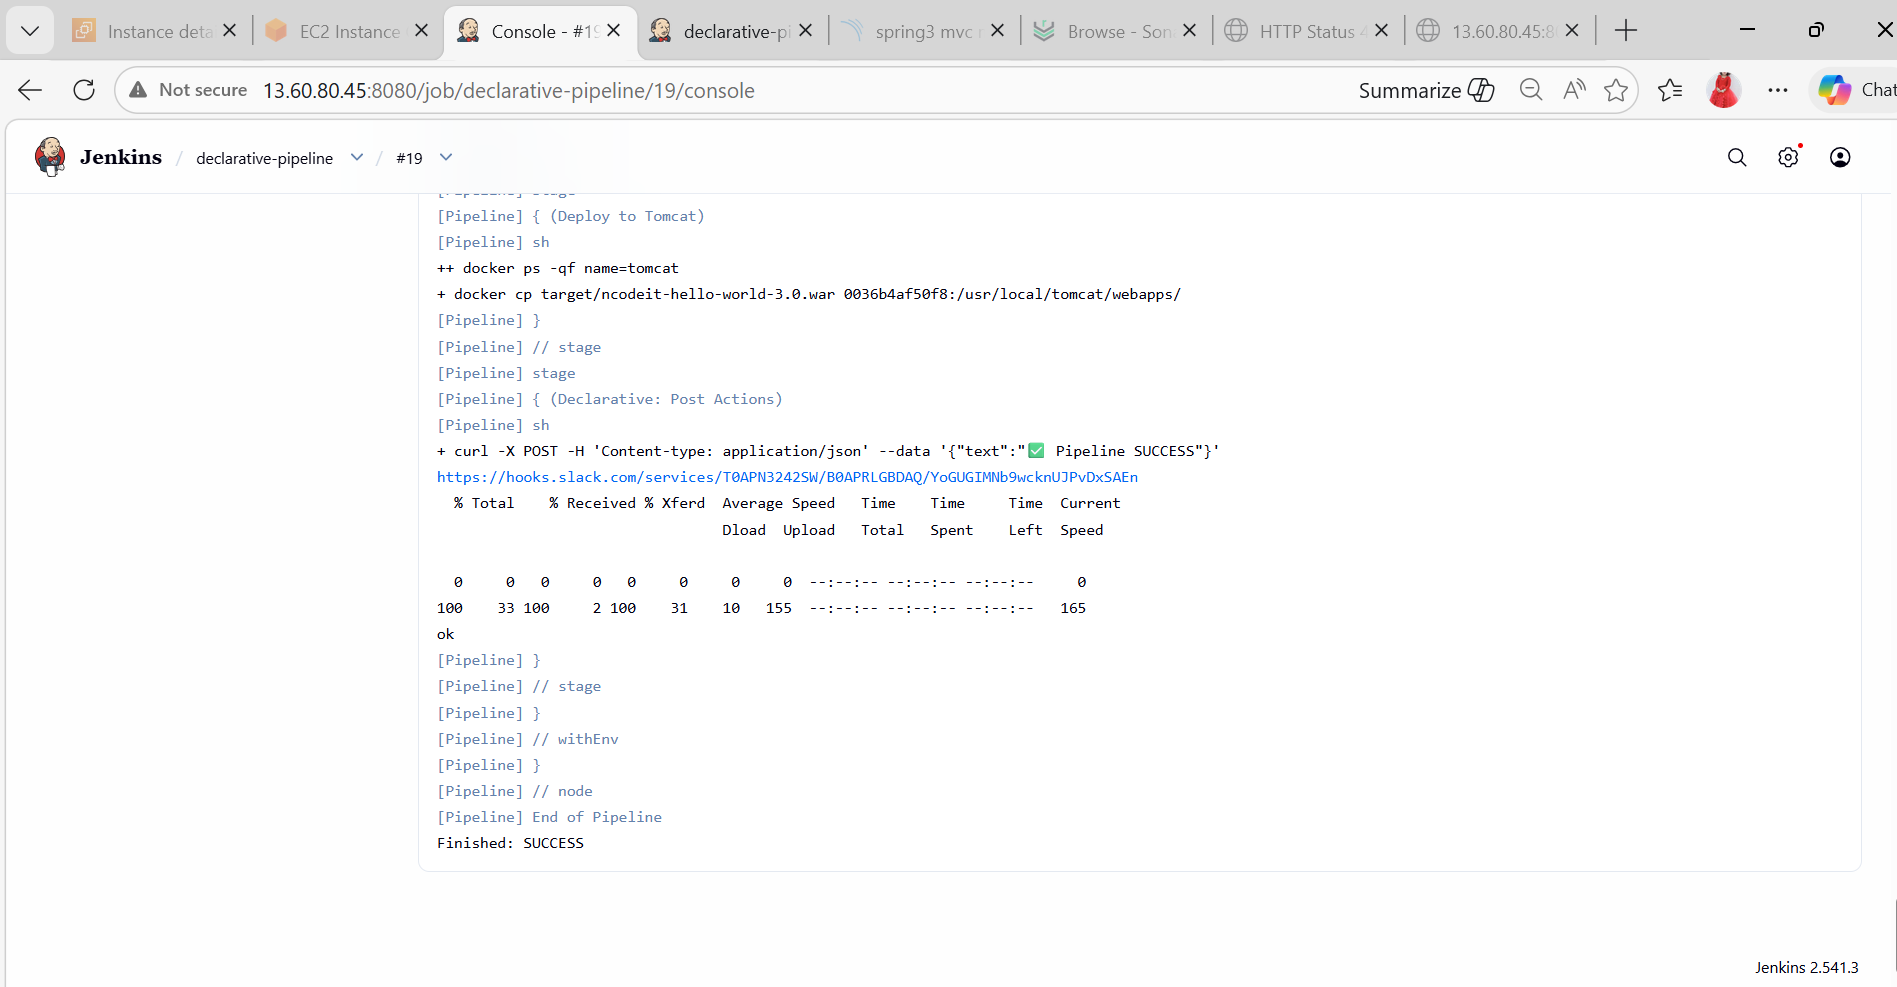 Instance deta
EC2 Instance
Console - #19
declarative-pi
spring3 mvc
Browse - Son
HTTP Status 4
13.60.80.45:8
Not secure 13.60.80.45:8080/job/declarative-pipeline/19/console
Summarize
Chat
Jenkins / declarative-pipeline / #19
[Pipeline] stage
[Pipeline] { (Deploy to Tomcat)
[Pipeline] sh
++ docker ps -qf name=tomcat
+ docker cp target/ncodeit-hello-world-3.0.war 0036b4af50f8:/usr/local/tomcat/webapps/
[Pipeline] }
[Pipeline] // stage
[Pipeline] stage
[Pipeline] { (Declarative: Post Actions)
[Pipeline] sh
+ curl -X POST -H 'Content-type: application/json' --data '{"text":"✅ Pipeline SUCCESS"}'
https://hooks.slack.com/services/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
% Total % Received % Xferd Average Speed Time Time Time Current
Dload Upload Total Spent Left Speed
0 0 0 0 0 0 0 0 --:--:-- --:--:-- --:--:-- 0
100 33 100 2 100 31 10 155 --:--:-- --:--:-- --:--:-- 165
ok
[Pipeline] }
[Pipeline] // stage
[Pipeline] }
[Pipeline] // withEnv
[Pipeline] }
[Pipeline] // node
[Pipeline] End of Pipeline
Finished: SUCCESS
Jenkins 2.541.3